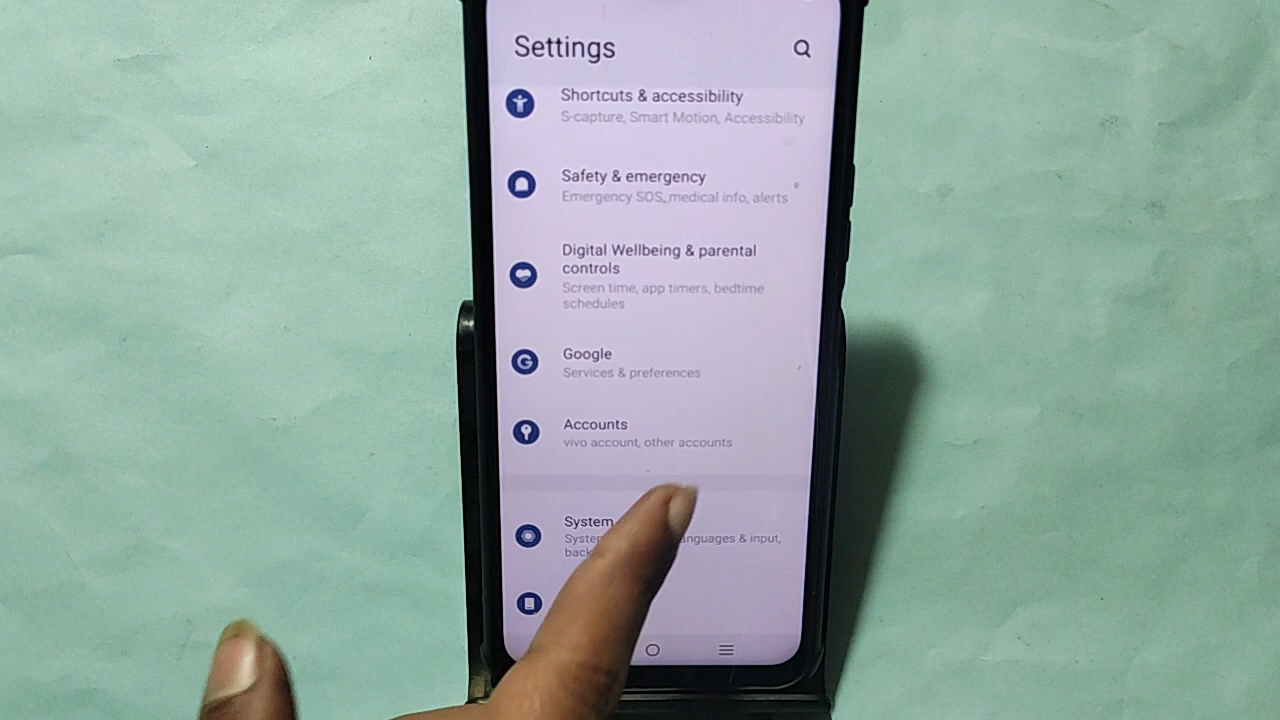 Settings
Shortcuts & accessibility
S-capture, Smart Motion, Accessibility
Safety & emergency
Emergency SOS, medical info, alerts
Digital Wellbeing & parental
controls
Screen time, app timers, bedtime
schedules
Google
Services & preferences
Accounts
vivo account, other accounts
System
& input,